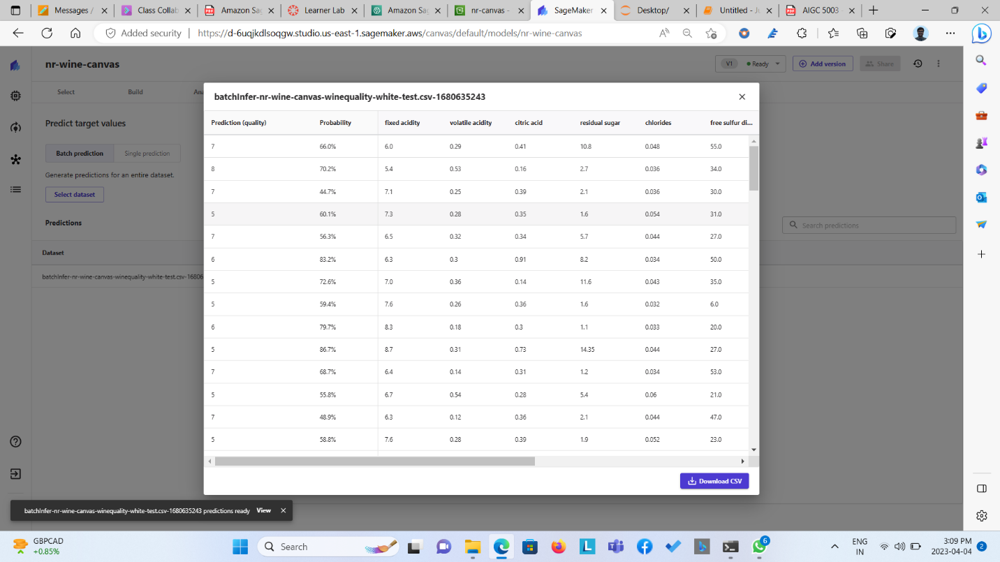 Messages /
Class Collab
Amazon Sag
Learner Lab
Amazon Sag
nr-canvas -
SageMaker
Desktop/
Untitled - Ju
AIGC 5003 -
Added security
https://d-6uqjkdlsoqgw.studio.us-east-1.sagemaker.aws/canvas/default/models/nr-wine-canvas
nr-wine-canvas
V1 Ready
Add version
Share
Select
Build
Ana
Predict target values
Batch prediction
Single prediction
Generate predictions for an entire dataset.
Select dataset
Predictions
Search predictions
Dataset
batchInfer-nr-wine-canvas-winequality-white-test.csv-16806
batchInfer-nr-wine-canvas-winequality-white-test.csv-1680635243
Prediction (quality) Probability fixed acidity volatile acidity citric acid residual sugar chlorides free sulfur di...
7 66.0% 6.0 0.29 0.41 10.8 0.048 55.0
8 70.2% 5.4 0.53 0.16 2.7 0.036 34.0
7 44.7% 7.1 0.25 0.39 2.1 0.036 30.0
5 60.1% 7.3 0.28 0.35 1.6 0.054 31.0
7 56.3% 6.5 0.32 0.34 5.7 0.044 27.0
6 83.2% 6.3 0.3 0.91 8.2 0.034 50.0
5 72.6% 7.0 0.36 0.14 11.6 0.043 35.0
5 59.4% 7.6 0.26 0.36 1.6 0.032 6.0
6 79.7% 8.3 0.18 0.3 1.1 0.033 20.0
5 86.7% 8.7 0.31 0.73 14.35 0.044 27.0
7 68.7% 6.4 0.14 0.31 1.2 0.034 53.0
5 55.8% 6.7 0.54 0.28 5.4 0.06 21.0
7 48.9% 6.3 0.12 0.36 2.1 0.044 47.0
5 58.8% 7.6 0.28 0.39 1.9 0.052 23.0
Download CSV
batchInfer-nr-wine-canvas-winequality-white-test.csv-1680635243 predictions ready View
GBPCAD
+0.85%
Search
6
ENG
IN
3:09 PM
2023-04-04
2